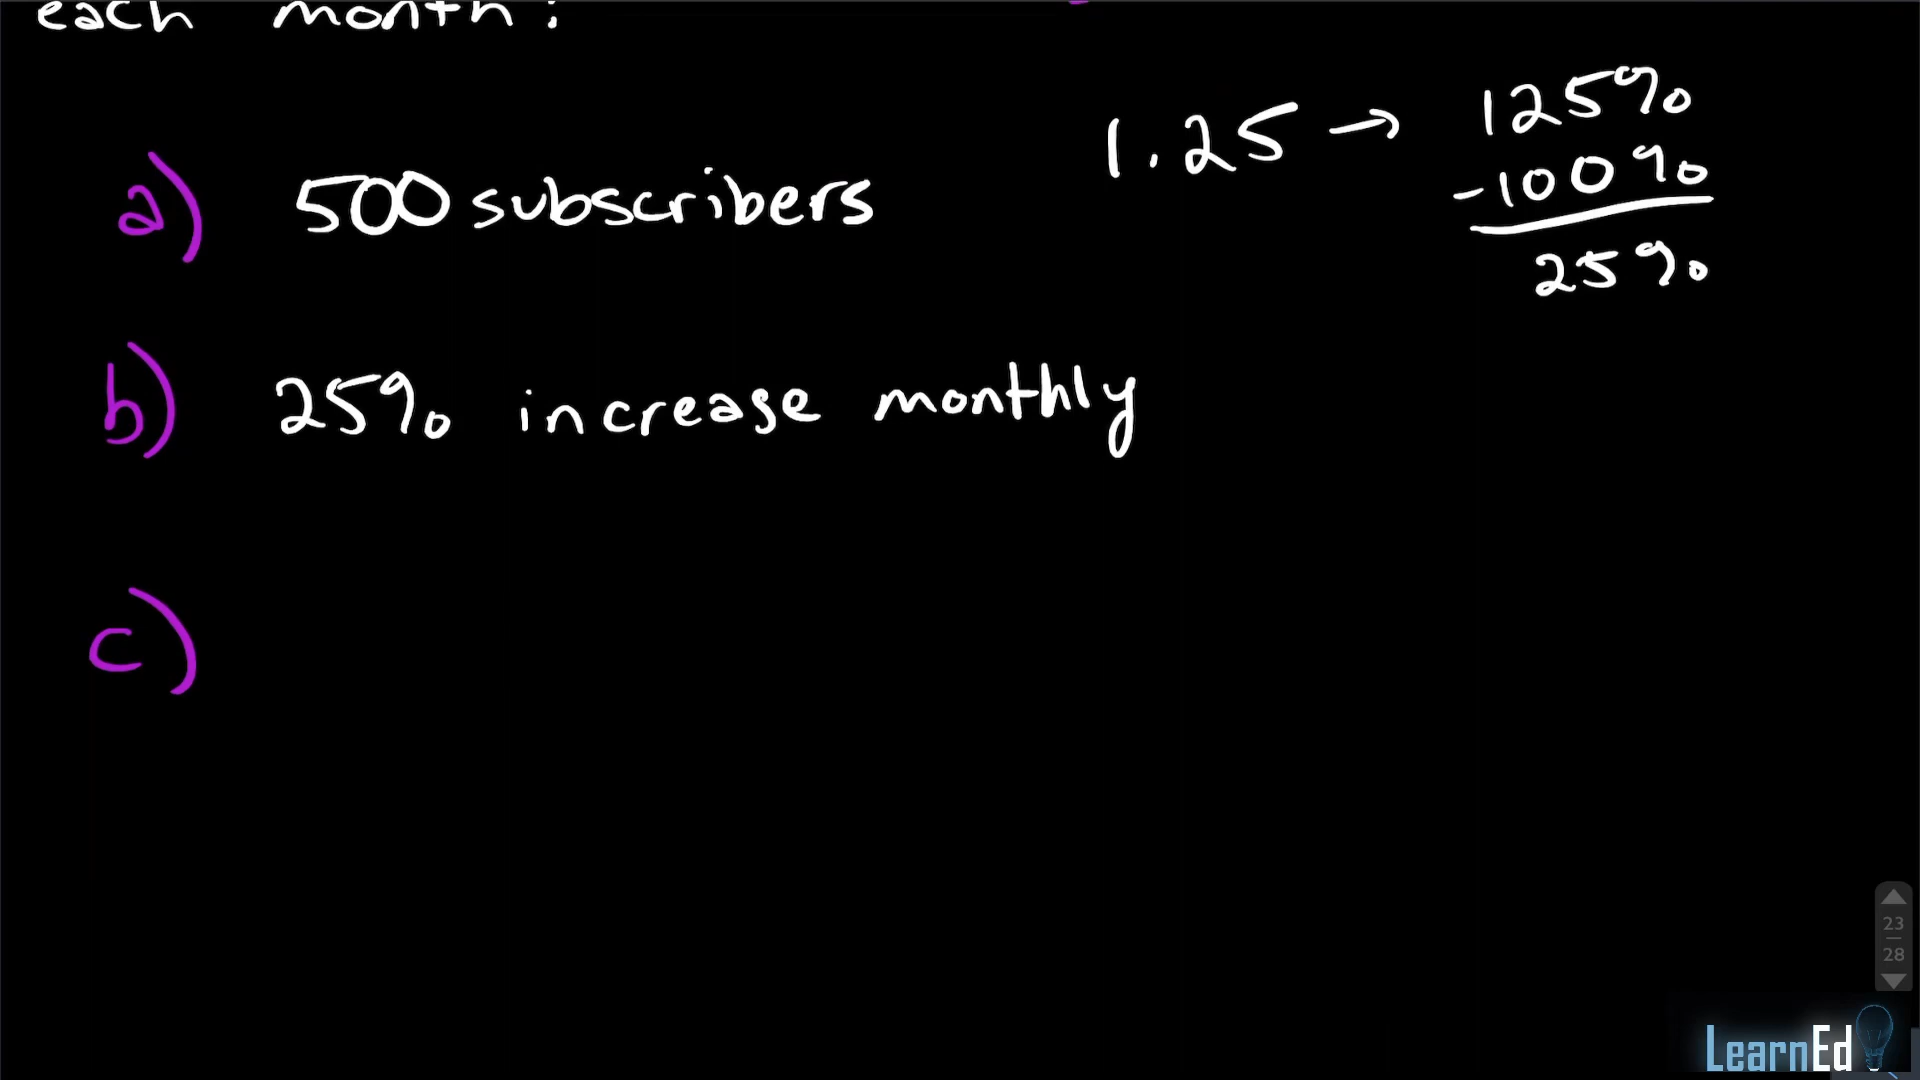 each month?
1.25 → 125%
a) 500 subscribers
-100%
25%
b) 25% increase monthly
c)
23
28
LearnEd